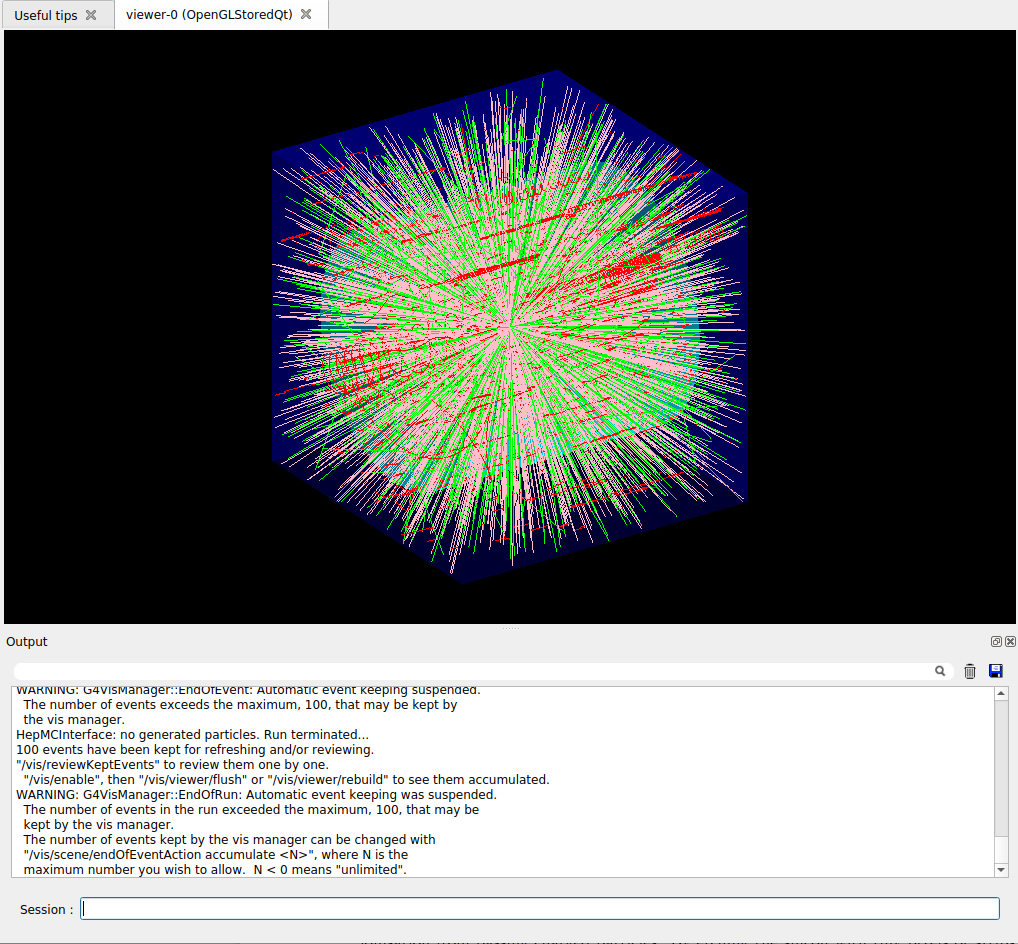 Useful tips
viewer-0 (OpenGLStoredQt)
Output
WARNING: G4VisManager::EndOfEvent: Automatic event keeping suspended.
The number of events exceeds the maximum, 100, that may be kept by
the vis manager.
HepMCInterface: no generated particles. Run terminated...
100 events have been kept for refreshing and/or reviewing.
"/vis/reviewKeptEvents" to review them one by one.
"/vis/enable", then "/vis/viewer/flush" or "/vis/viewer/rebuild" to see them accumulated.
WARNING: G4VisManager::EndOfRun: Automatic event keeping was suspended.
The number of events in the run exceeded the maximum, 100, that may be
kept by the vis manager.
The number of events kept by the vis manager can be changed with
"/vis/scene/endOfEventAction accumulate <N>", where N is the
maximum number you wish to allow.  N < 0 means "unlimited".
Session :